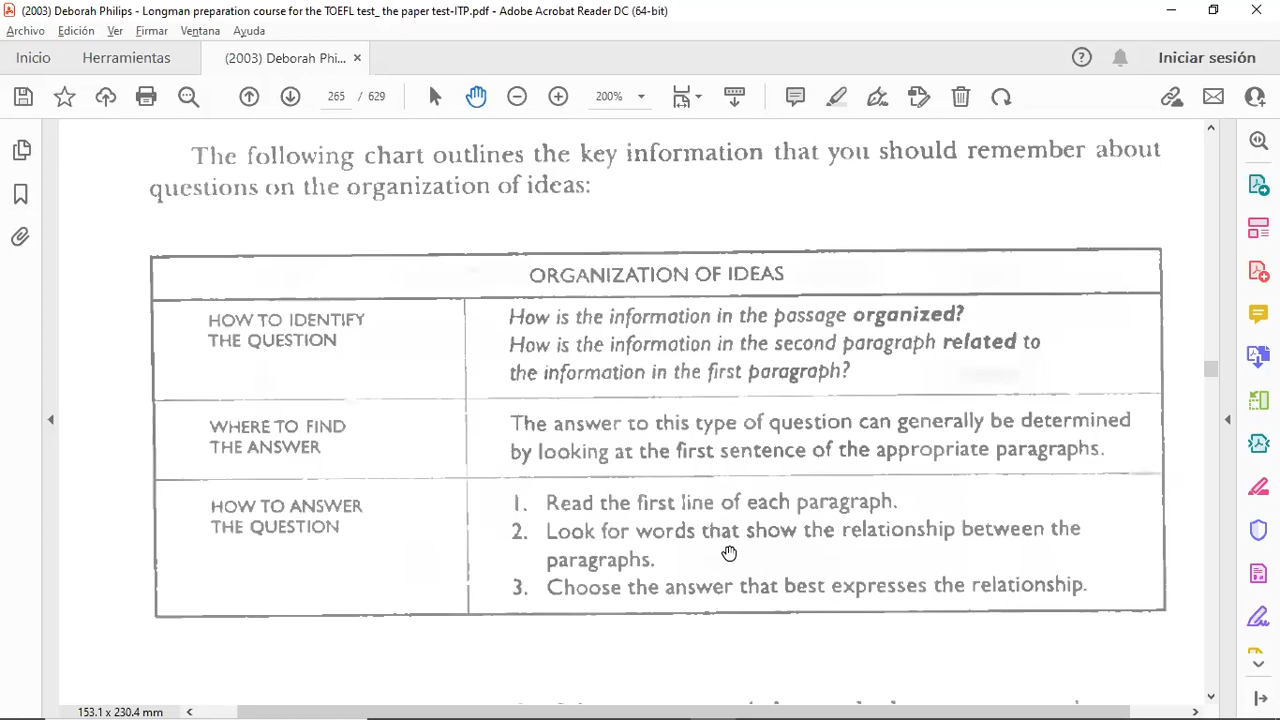 (2003) Deborah Philips - Longman preparation course for the TOEFL test_ the paper test-ITP.pdf - Adobe Acrobat Reader DC (64-bit)
Archivo Edición Ver Firmar Ventana Ayuda
Inicio Herramientas (2003) Deborah Phi... × Iniciar sesión
265 / 629 200%
The following chart outlines the key information that you should remember about
questions on the organization of ideas:
ORGANIZATION OF IDEAS
HOW TO IDENTIFY
THE QUESTION
How is the information in the passage organized?
How is the information in the second paragraph related to
the information in the first paragraph?
WHERE TO FIND
THE ANSWER
The answer to this type of question can generally be determined
by looking at the first sentence of the appropriate paragraphs.
HOW TO ANSWER
THE QUESTION
1. Read the first line of each paragraph.
2. Look for words that show the relationship between the
paragraphs.
3. Choose the answer that best expresses the relationship.
153.1 x 230.4 mm